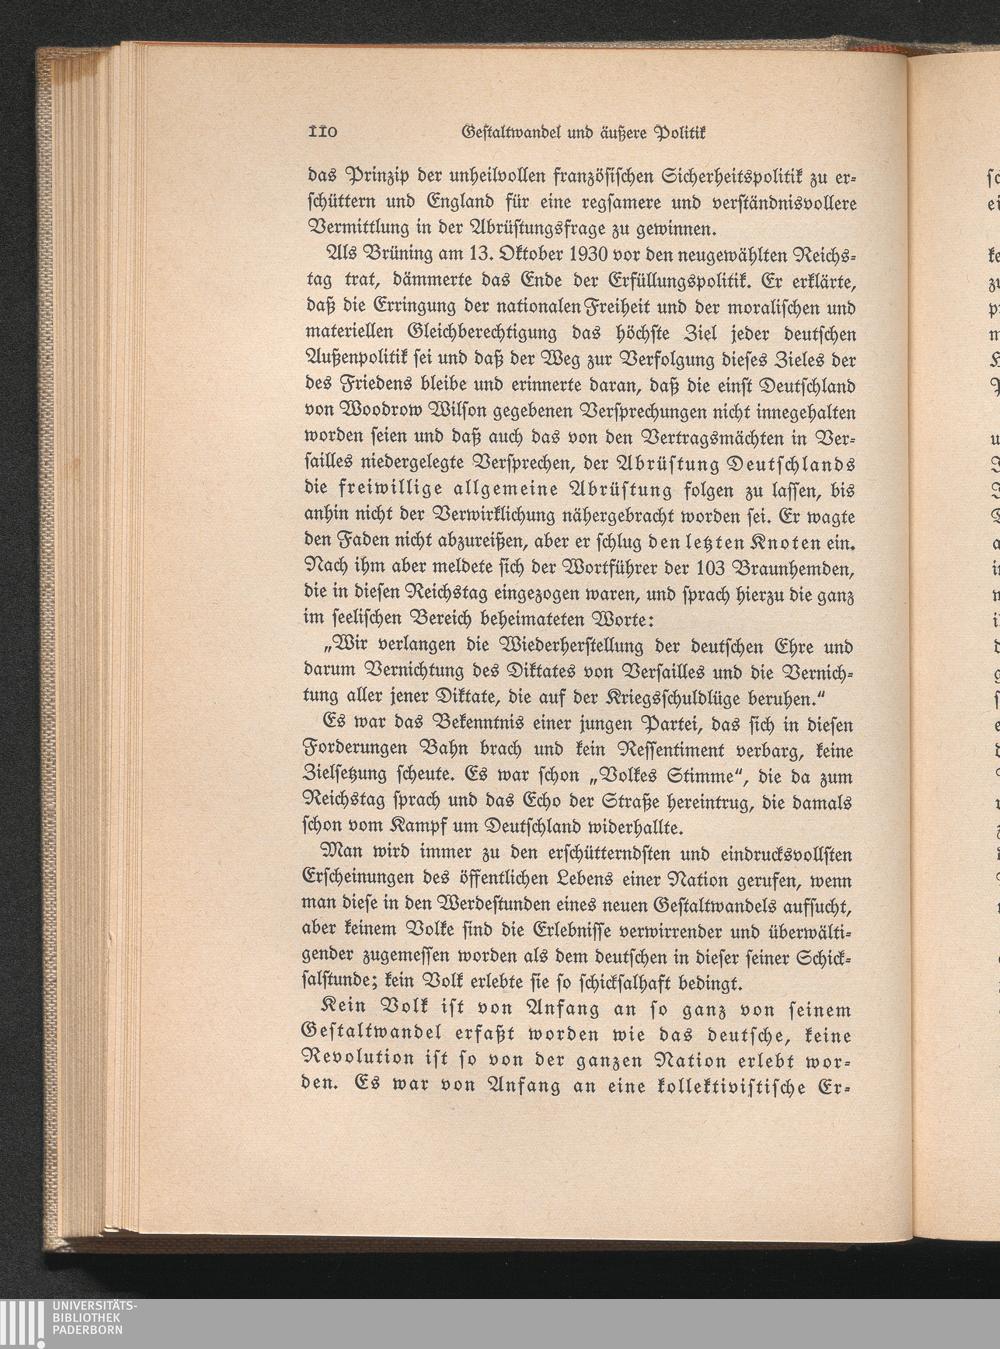 110 Gestaltwandel und äußere Politik
das Prinzip der unheilvollen französischen Sicherheitspolitik zu er-
schüttern und England für eine regsamere und verständnisvollere
Vermittlung in der Abrüstungsfrage zu gewinnen.
Als Brüning am 13. Oktober 1930 vor den neugewählten Reichs-
tag trat, dämmerte das Ende der Erfüllungspolitik. Er erklärte,
daß die Erringung der nationalen Freiheit und der moralischen und
materiellen Gleichberechtigung das höchste Ziel jeder deutschen
Außenpolitik sei und daß der Weg zur Verfolgung dieses Zieles der
des Friedens bleibe und erinnerte daran, daß die einst Deutschland
von Woodrow Wilson gegebenen Versprechungen nicht innegehalten
worden seien und daß auch das von den Vertragsmächten in Ver-
sailles niedergelegte Versprechen, der Abrüstung Deutschlands
die freiwillige allgemeine Abrüstung folgen zu lassen, bis
anhin nicht der Verwirklichung nähergebracht worden sei. Er wagte
den Faden nicht abzureißen, aber er schlug den letzten Knoten ein.
Nach ihm aber meldete sich der Wortführer der 103 Braunhemden,
die in diesen Reichstag eingezogen waren, und sprach hierzu die ganz
im seelischen Bereich beheimateten Worte:
„Wir verlangen die Wiederherstellung der deutschen Ehre und
darum Vernichtung des Diktates von Versailles und die Vernich-
tung aller jener Diktate, die auf der Kriegsschuldlüge beruhen.“
Es war das Bekenntnis einer jungen Partei, das sich in diesen
Forderungen Bahn brach und kein Ressentiment verbarg, keine
Zielsetzung scheute. Es war schon „Volkes Stimme“, die da zum
Reichstag sprach und das Echo der Straße hereintrug, die damals
schon vom Kampf um Deutschland widerhallte.
Man wird immer zu den erschütterndsten und eindrucksvollsten
Erscheinungen des öffentlichen Lebens einer Nation gerufen, wenn
man diese in den Werdestunden eines neuen Gestaltwandels aufsucht,
aber keinem Volke sind die Erlebnisse verwirrender und überwälti-
gender zugemessen worden als dem deutschen in dieser seiner Schick-
salstunde; kein Volk erlebte sie so schicksalhaft bedingt.
Kein Volk ist von Anfang an so ganz von seinem
Gestaltwandel erfaßt worden wie das deutsche, keine
Revolution ist so von der ganzen Nation erlebt wor-
den. Es war von Anfang an eine kollektivistische Er-
UNIVERSITÄTS-
BIBLIOTHEK
PADERBORN